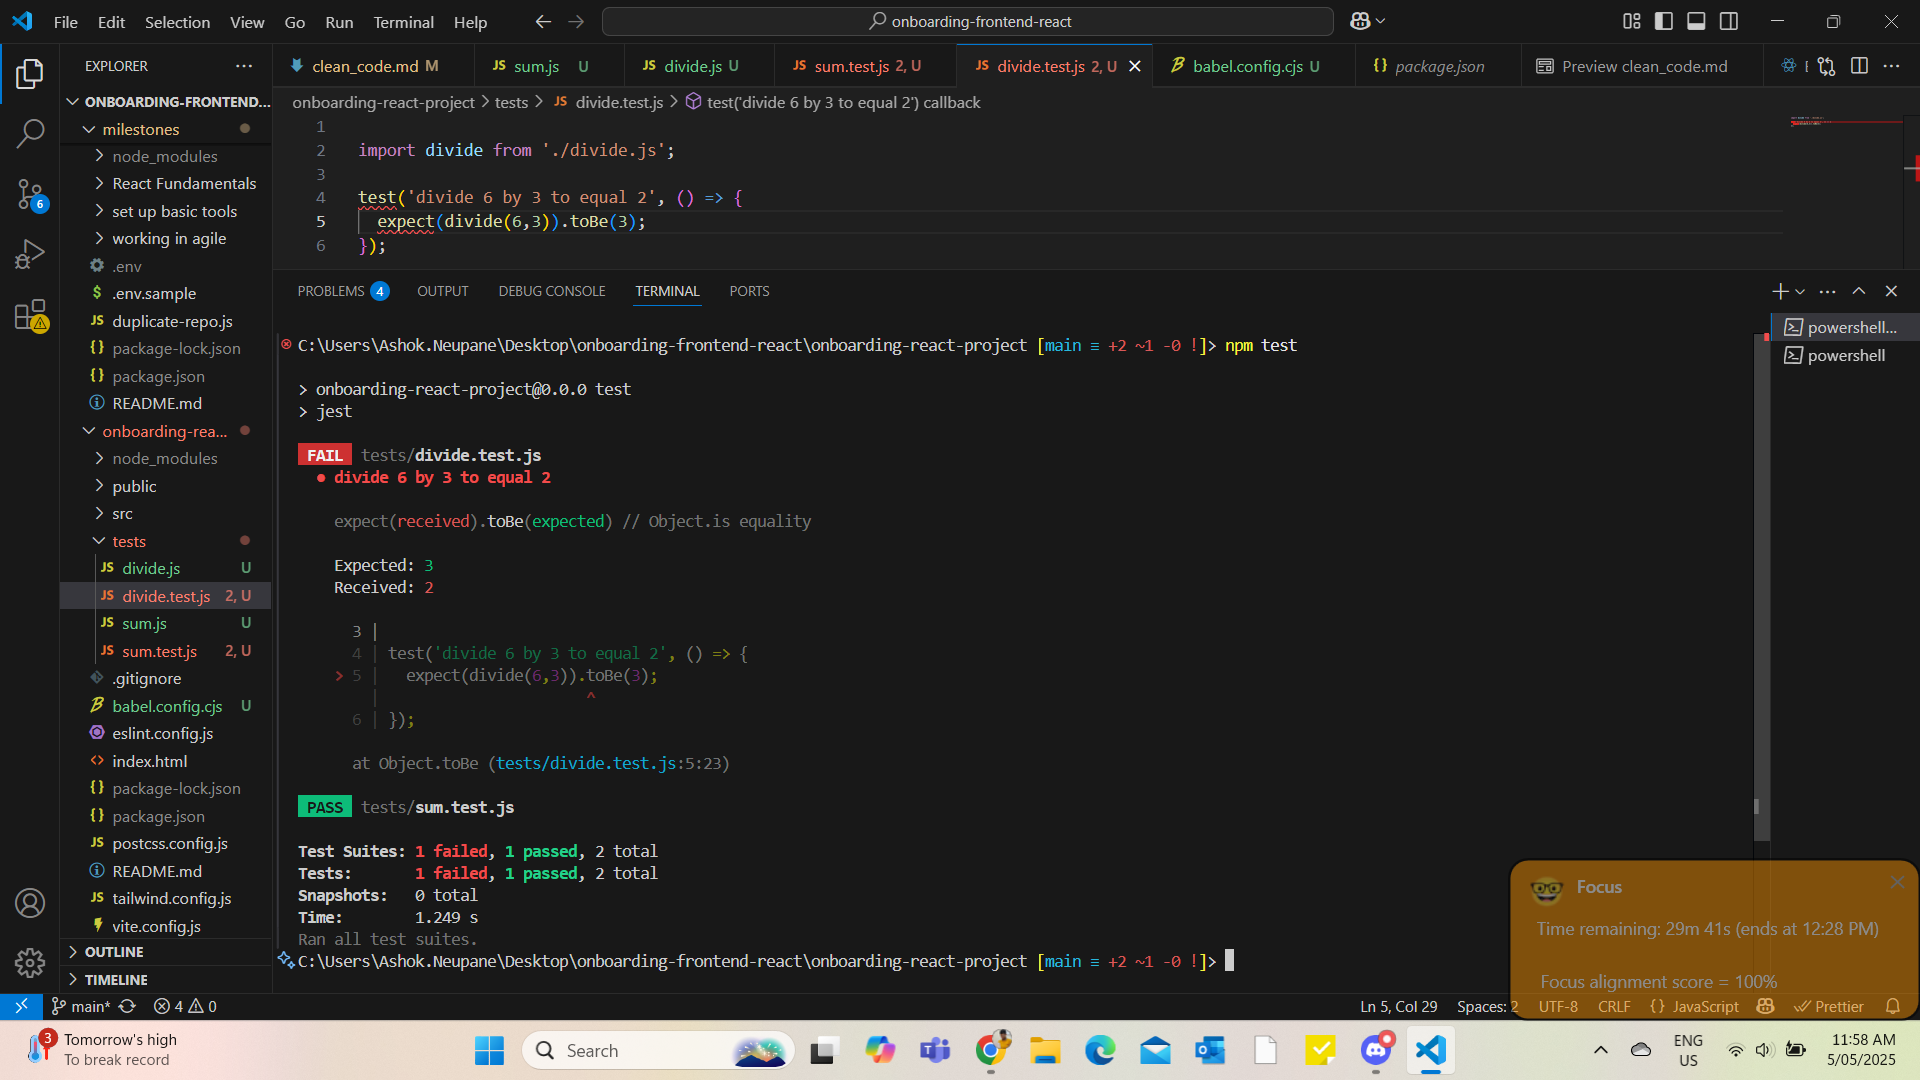 File Edit Selection View Go Run Terminal Help
onboarding-frontend-react
EXPLORER
ONBOARDING-FRONTEND...
milestones
node_modules
React Fundamentals
set up basic tools
working in agile
.env
$ .env.sample
JS duplicate-repo.js
{} package-lock.json
{} package.json
README.md
onboarding-rea...
node_modules
public
src
tests
JS divide.js U
JS divide.test.js 2, U
JS sum.js U
JS sum.test.js 2, U
.gitignore
babel.config.cjs U
eslint.config.js
<> index.html
{} package-lock.json
{} package.json
JS postcss.config.js
README.md
JS tailwind.config.js
vite.config.js
OUTLINE
TIMELINE
6
clean_code.md M
JS sum.js U
JS divide.js U
JS sum.test.js 2, U
JS divide.test.js 2, U
babel.config.cjs U
{} package.json
Preview clean_code.md
onboarding-react-project > tests > JS divide.test.js > test('divide 6 by 3 to equal 2') callback
1
2 import divide from './divide.js';
3
4 test('divide 6 by 3 to equal 2', () => {
5 expect(divide(6,3)).toBe(3);
6 });
PROBLEMS 4 OUTPUT DEBUG CONSOLE TERMINAL PORTS
powershell...
powershell
C:\Users\Ashok.Neupane\Desktop\onboarding-frontend-react\onboarding-react-project [main ≡ +2 ~1 -0 !]> npm test
> onboarding-react-project@0.0.0 test
> jest
FAIL tests/divide.test.js
● divide 6 by 3 to equal 2
expect(received).toBe(expected) // Object.is equality
Expected: 3
Received: 2
3 |
4 | test('divide 6 by 3 to equal 2', () => {
> 5 | expect(divide(6,3)).toBe(3);
| ^
6 | });
at Object.toBe (tests/divide.test.js:5:23)
PASS tests/sum.test.js
Test Suites: 1 failed, 1 passed, 2 total
Tests: 1 failed, 1 passed, 2 total
Snapshots: 0 total
Time: 1.249 s
Ran all test suites.
C:\Users\Ashok.Neupane\Desktop\onboarding-frontend-react\onboarding-react-project [main ≡ +2 ~1 -0 !]>
Focus
Time remaining: 29m 41s (ends at 12:28 PM)
Focus alignment score = 100%
main* 4 0
Ln 5, Col 29 Spaces: 2 UTF-8 CRLF {} JavaScript Prettier
3
Tomorrow's high
To break record
Search
ENG
US
11:58 AM
5/05/2025